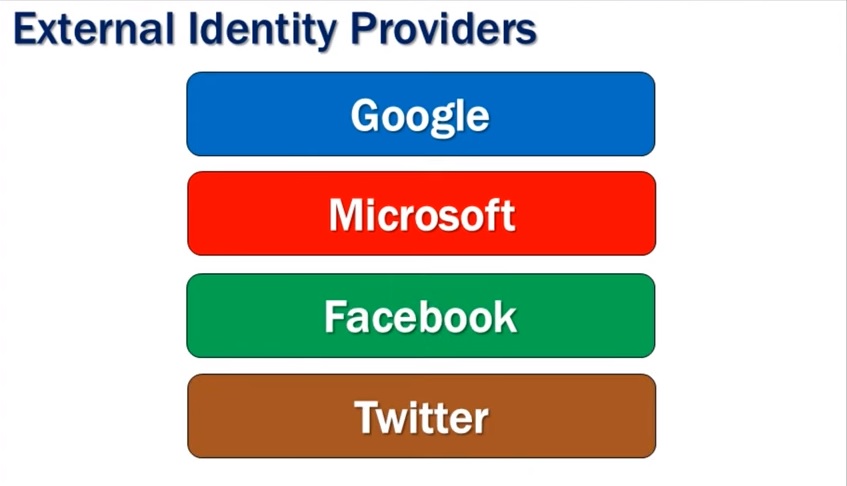 External Identity Providers
Google
Microsoft
Facebook
Twitter